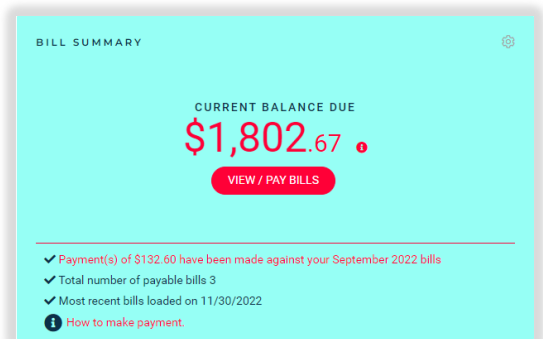 BILL SUMMARY
CURRENT BALANCE DUE
$1,802.67
VIEW / PAY BILLS
Payment(s) of $132.60 have been made against your September 2022 bills
Total number of payable bills 3
Most recent bills loaded on 11/30/2022
How to make payment.